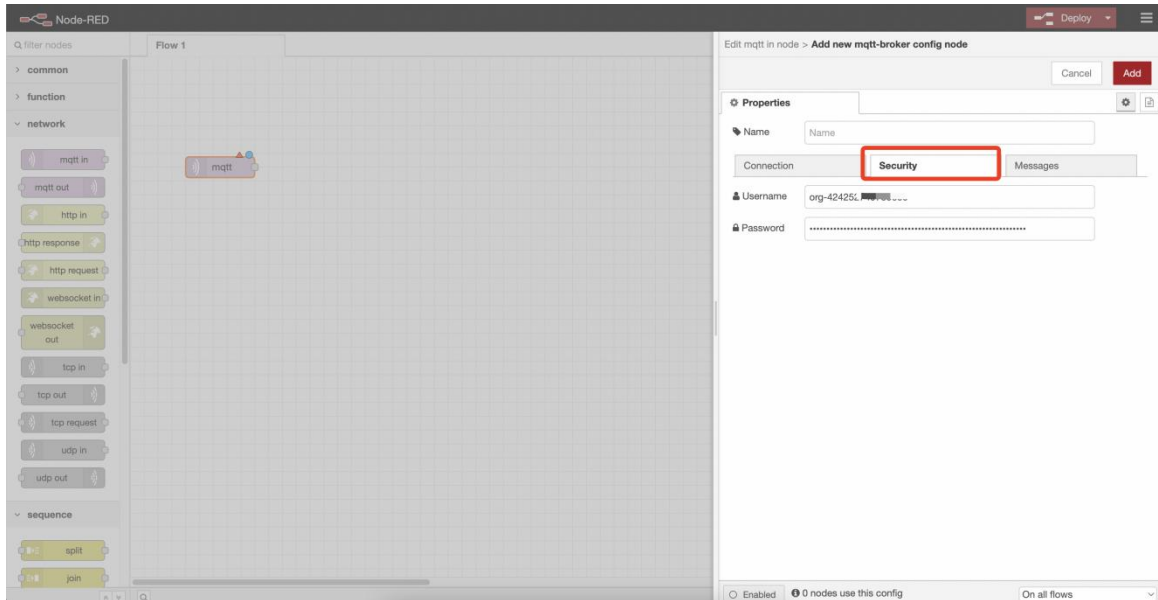 Node-RED
Deploy
filter nodes
Flow 1
Edit mqtt in node > Add new mqtt-broker config node
common
Cancel
Add
function
Properties
network
Name
Name
mqtt in
mqtt
Connection
Security
Messages
mqtt out
Username
org-42425
http in
Password
http response
http request
websocket in
websocket
out
tcp in
tcp out
tcp request
udp in
udp out
sequence
split
join
Enabled
0 nodes use this config
On all flows